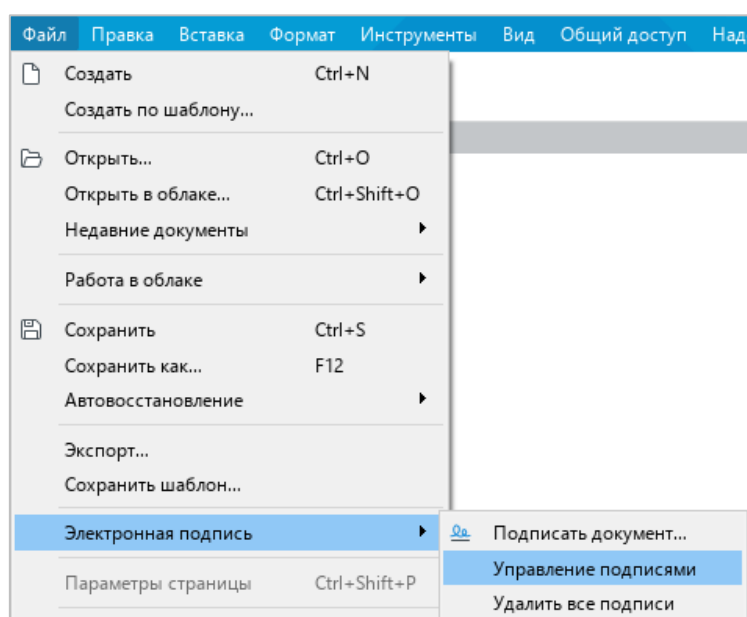 Файл Правка Вставка Формат Инструменты Вид Общий доступ
Создать Ctrl+N
Создать по шаблону...
Открыть... Ctrl+O
Открыть в облаке... Ctrl+Shift+O
Недавние документы
Работа в облаке
Сохранить Ctrl+S
Сохранить как... F12
Автовосстановление
Экспорт...
Сохранить шаблон...
Электронная подпись
Подписать документ...
Управление подписями
Параметры страницы Ctrl+Shift+P
Удалить все подписи